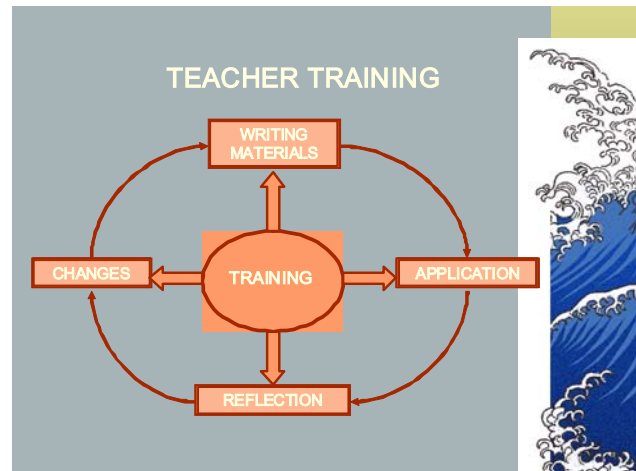 TEACHER TRAINING
WRITING
MATERIALS
CHANGES
TRAINING
APPLICATION
REFLECTION